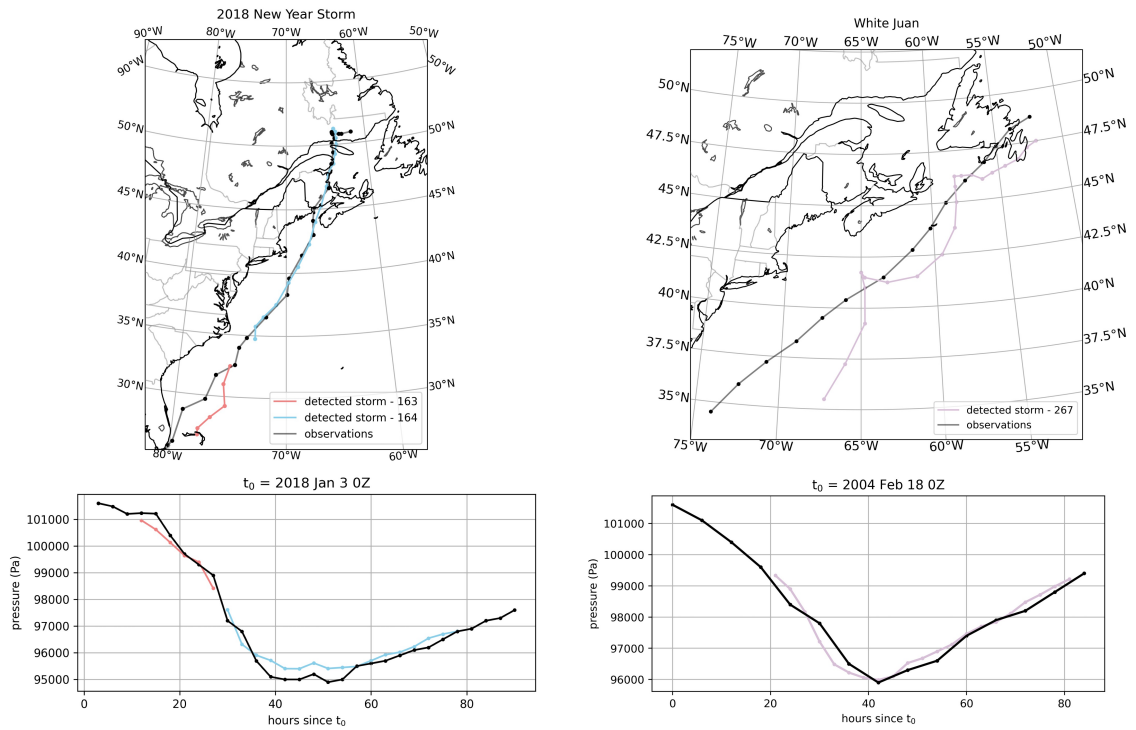 2018 New Year Storm
90°W 80°W 70°W 60°W 50°W
90°W
50°W
50°N
50°N
45°N
45°N
40°N
40°N
35°N
35°N
30°N
30°N
detected storm - 163
detected storm - 164
observations
80°W 70°W 60°W
White Juan
75°W 70°W 65°W 60°W 55°W 50°W
50°N
50°N
47.5°N
47.5°N
45°N
45°N
42.5°N
42.5°N
40°N
40°N
37.5°N
37.5°N
35°N
35°N
detected storm - 267
observations
75°W 70°W 65°W 60°W 55°W
t₀ = 2018 Jan 3 0Z
pressure (Pa)
101000
100000
99000
98000
97000
96000
95000
0 20 40 60 80
hours since t₀
t₀ = 2004 Feb 18 0Z
pressure (Pa)
101000
100000
99000
98000
97000
96000
0 20 40 60 80
hours since t₀